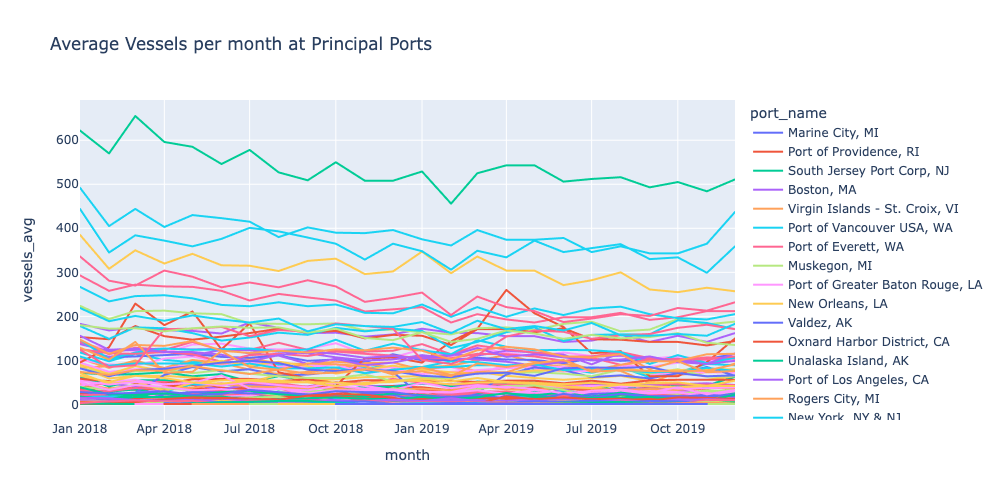 Average Vessels per month at Principal Ports
port_name
Marine City, MI
Port of Providence, RI
South Jersey Port Corp, NJ
Boston, MA
Virgin Islands - St. Croix, VI
Port of Vancouver USA, WA
Port of Everett, WA
Muskegon, MI
Port of Greater Baton Rouge, LA
New Orleans, LA
Valdez, AK
Oxnard Harbor District, CA
Unalaska Island, AK
Port of Los Angeles, CA
Rogers City, MI
New York, NY & NJ
vessels_avg
600
500
400
300
200
100
0
Jan 2018
Apr 2018
Jul 2018
Oct 2018
Jan 2019
Apr 2019
Jul 2019
Oct 2019
month